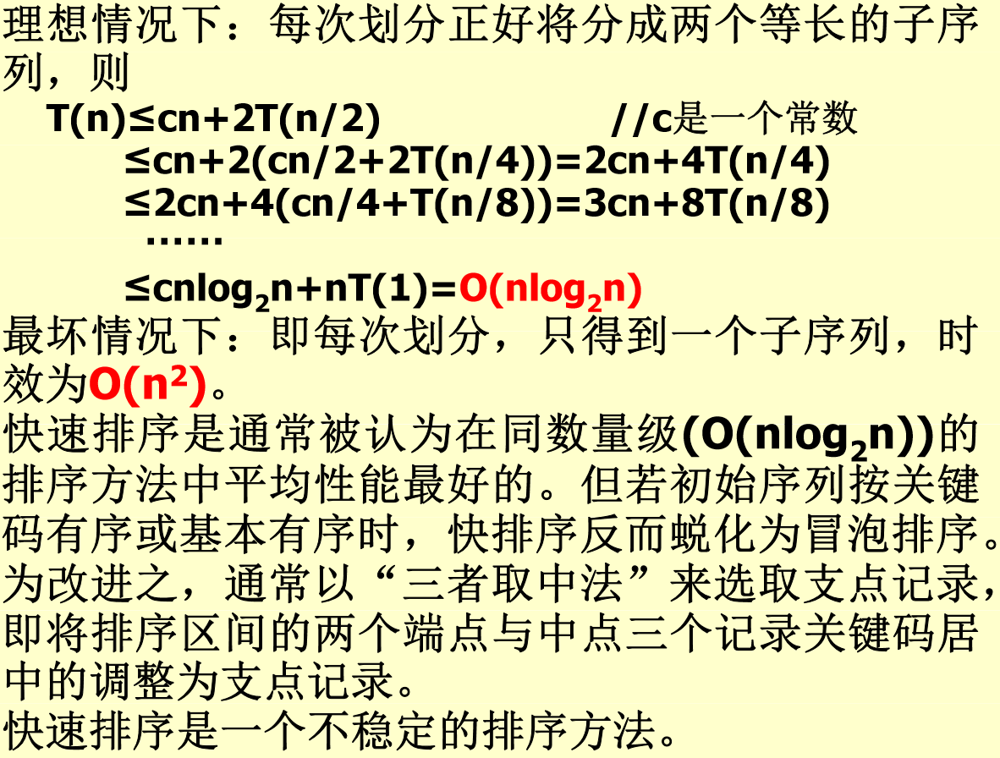 理想情况下：每次划分正好将分成两个等长的子序
列，则
T(n)≤cn+2T(n/2) //c是一个常数
≤cn+2(cn/2+2T(n/4))=2cn+4T(n/4)
≤2cn+4(cn/4+T(n/8))=3cn+8T(n/8)
······
≤cnlog₂n+nT(1)=O(nlog₂n)
最坏情况下：即每次划分，只得到一个子序列，时
效为O(n²)。
快速排序是通常被认为在同数量级(O(nlog₂n))的
排序方法中平均性能最好的。但若初始序列按关键
码有序或基本有序时，快排序反而蜕化为冒泡排序。
为改进之，通常以“三者取中法”来选取支点记录，
即将排序区间的两个端点与中点三个记录关键码居
中的调整为支点记录。
快速排序是一个不稳定的排序方法。